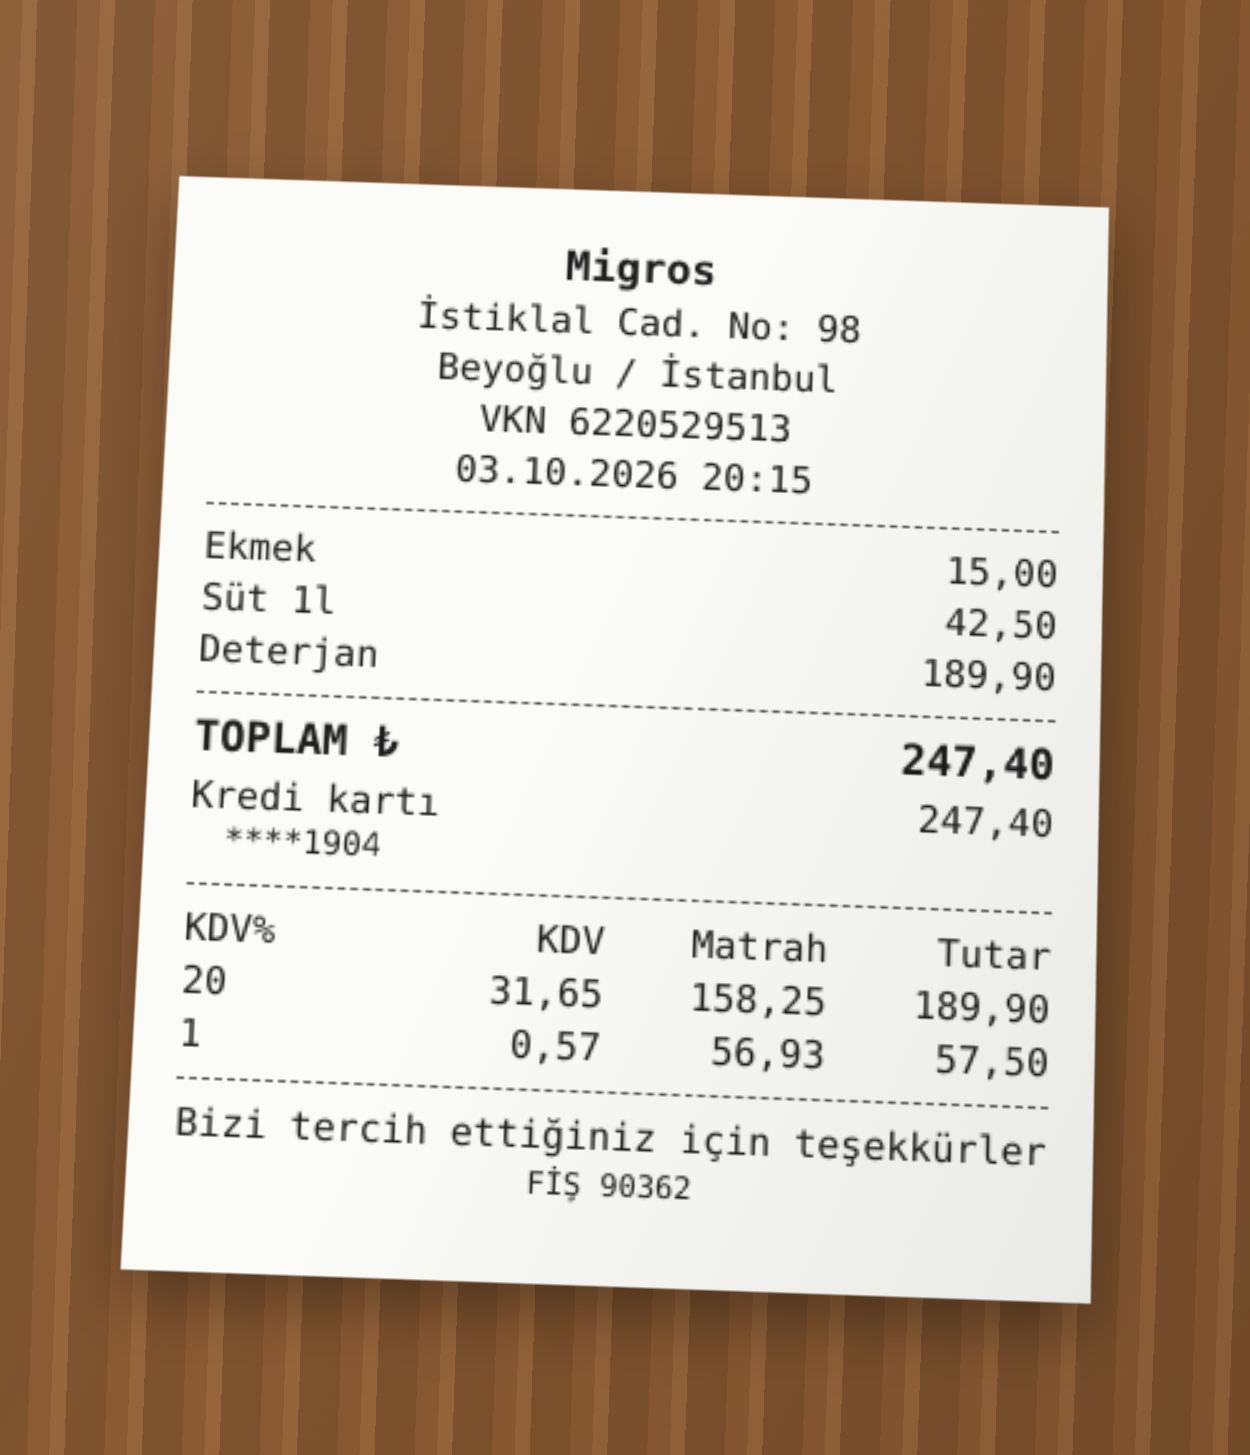 Migros
İstiklal Cad. No: 98
Beyoğlu / İstanbul
VKN 6220529513
03.10.2026 20:15
Ekmek 15,00
Süt 1l 42,50
Deterjan 189,90
TOPLAM ₺ 247,40
Kredi kartı 247,40
****1904
KDV% KDV Matrah Tutar
20 31,65 158,25 189,90
1 0,57 56,93 57,50
Bizi tercih ettiğiniz için teşekkürler
FİŞ 90362